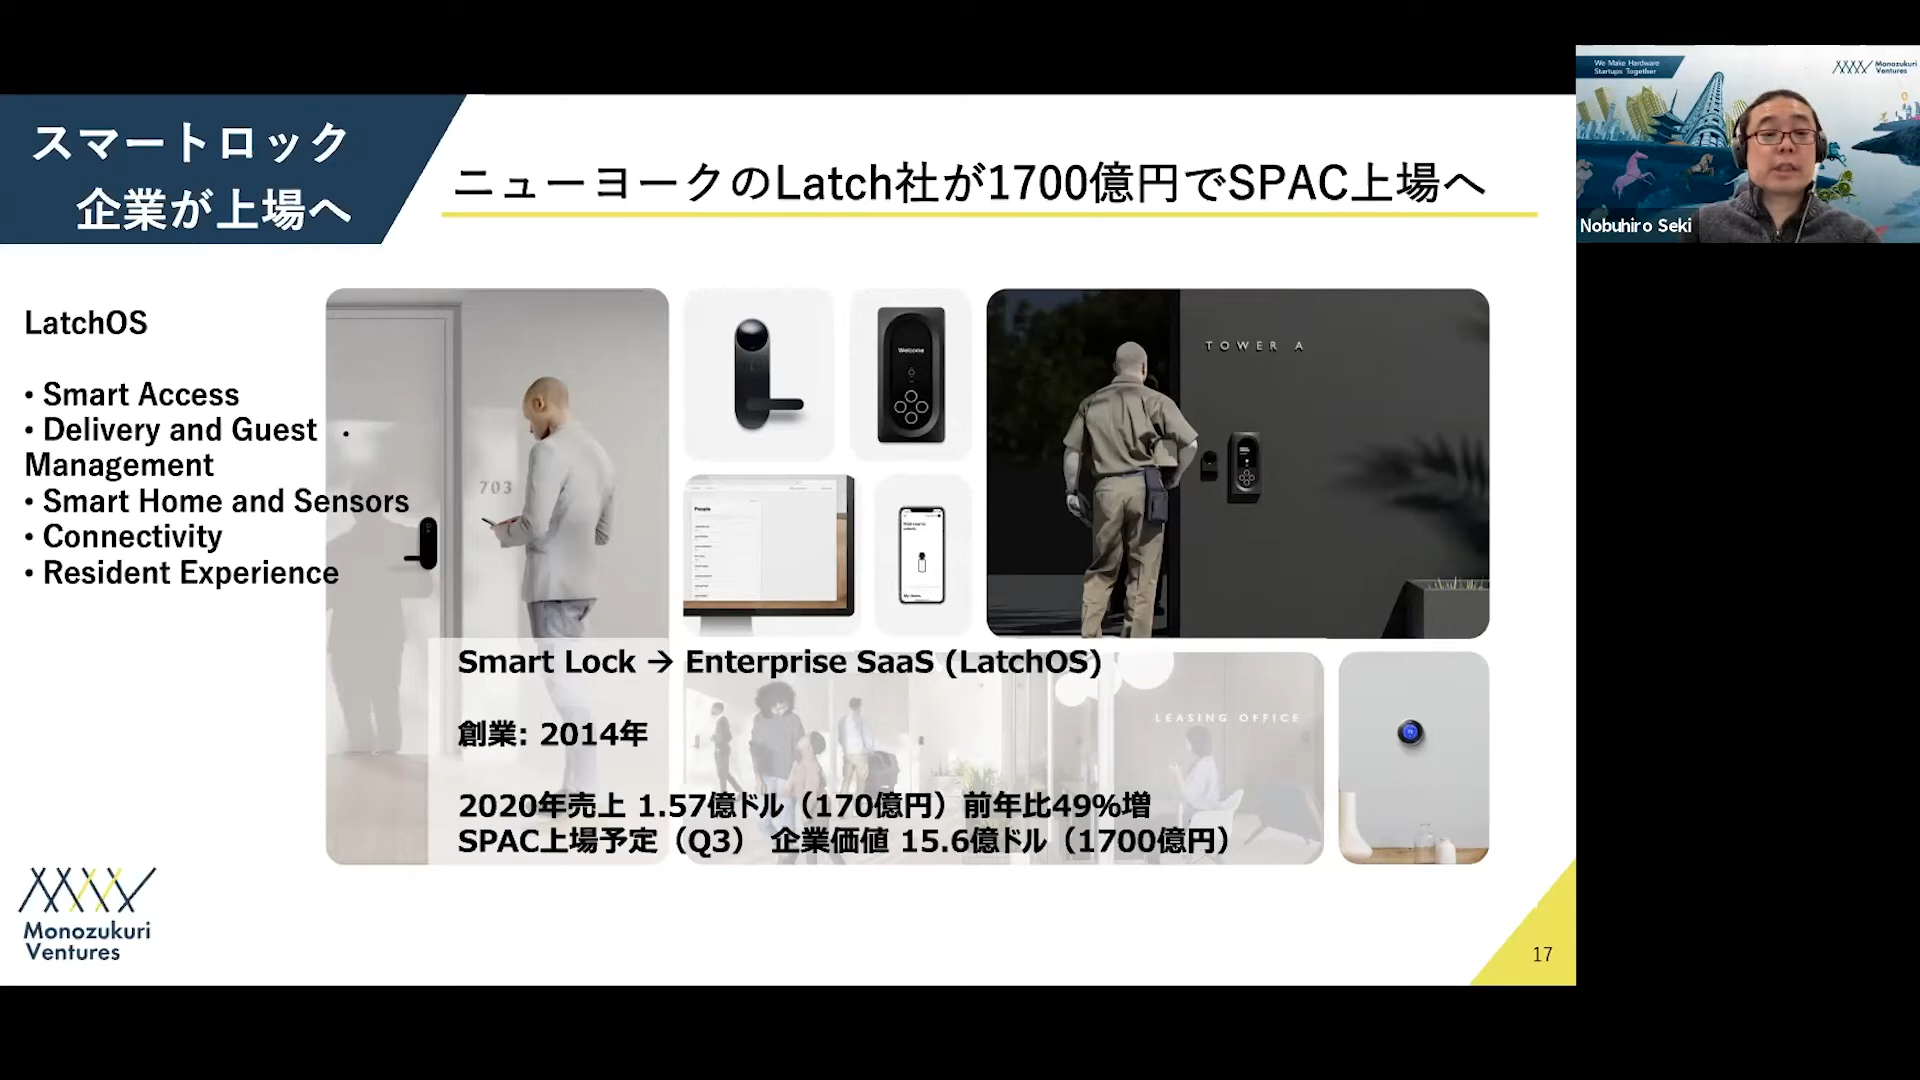 スマートロック
企業が上場へ
ニューヨークのLatch社が1700億円でSPAC上場へ
We Make Hardware
Startups Together
Monozukuri
Ventures
Nobuhiro Seki
LatchOS
• Smart Access
• Delivery and Guest
Management
• Smart Home and Sensors
• Connectivity
• Resident Experience
703
Welcome
People
TOWER A
Smart Lock → Enterprise SaaS (LatchOS)
LEASING OFFICE
創業: 2014年
2020年売上 1.57億ドル（170億円）前年比49%増
SPAC上場予定（Q3） 企業価値 15.6億ドル（1700億円）
Monozukuri
Ventures
17